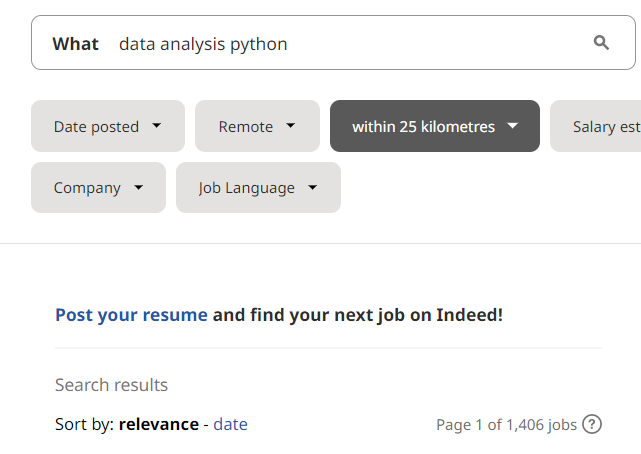 What data analysis python
Date posted Remote within 25 kilometres Salary est
Company Job Language
Post your resume and find your next job on Indeed!
Search results
Sort by: relevance - date Page 1 of 1,406 jobs ?